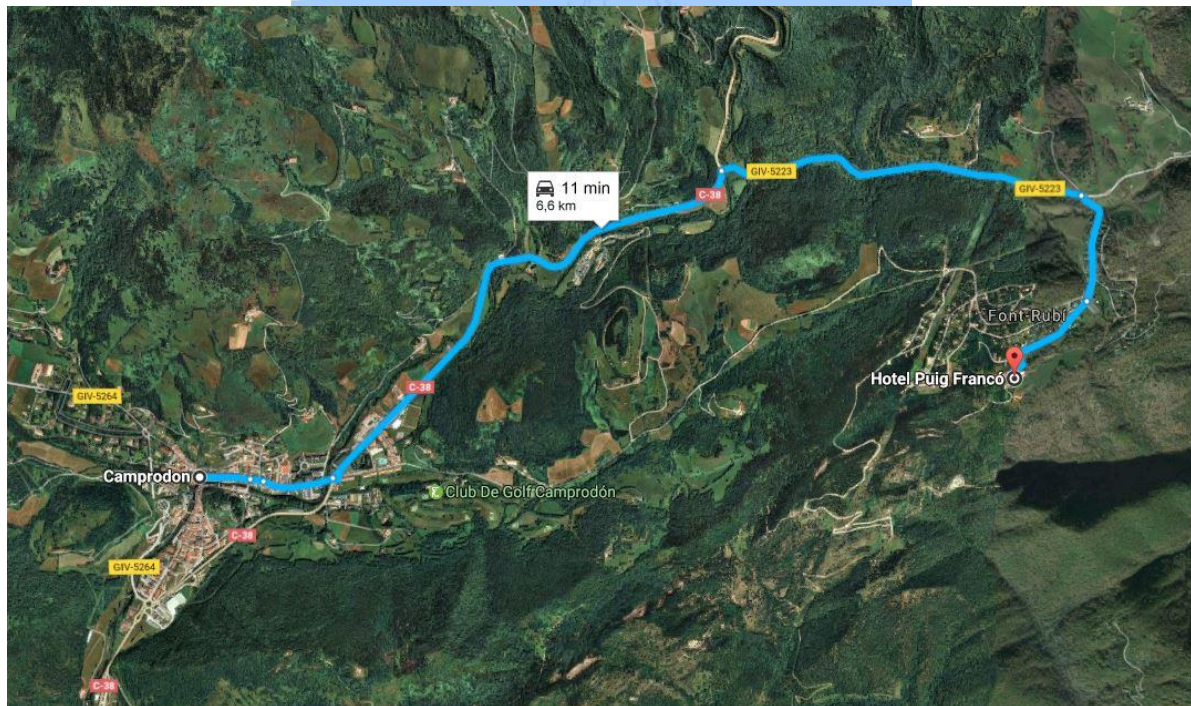 11 min
6,6 km
C-38
GIV-5223
GIV-5223
Font-Rubí
Hotel Puig Francó
C-38
GIV-5264
Camprodon
Club De Golf Camprodón
C-38
GIV-5264
C-38